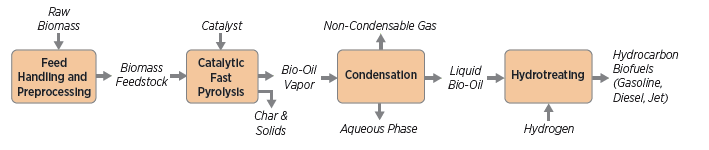 Raw
Biomass
Feed
Handling and
Preprocessing
Biomass
Feedstock
Catalyst
Catalytic
Fast
Pyrolysis
Char &
Solids
Bio-Oil
Vapor
Non-Condensable Gas
Condensation
Aqueous Phase
Liquid
Bio-Oil
Hydrotreating
Hydrogen
Hydrocarbon
Biofuels
(Gasoline,
Diesel, Jet)